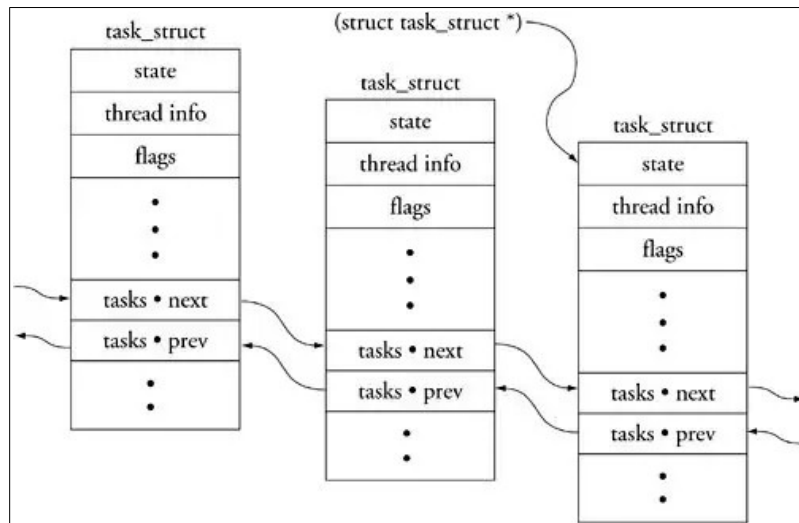 task_struct
state
thread info
flags
tasks • next
tasks • prev
task_struct
state
thread info
flags
tasks • next
tasks • prev
(struct task_struct *)
task_struct
state
thread info
flags
tasks • next
tasks • prev